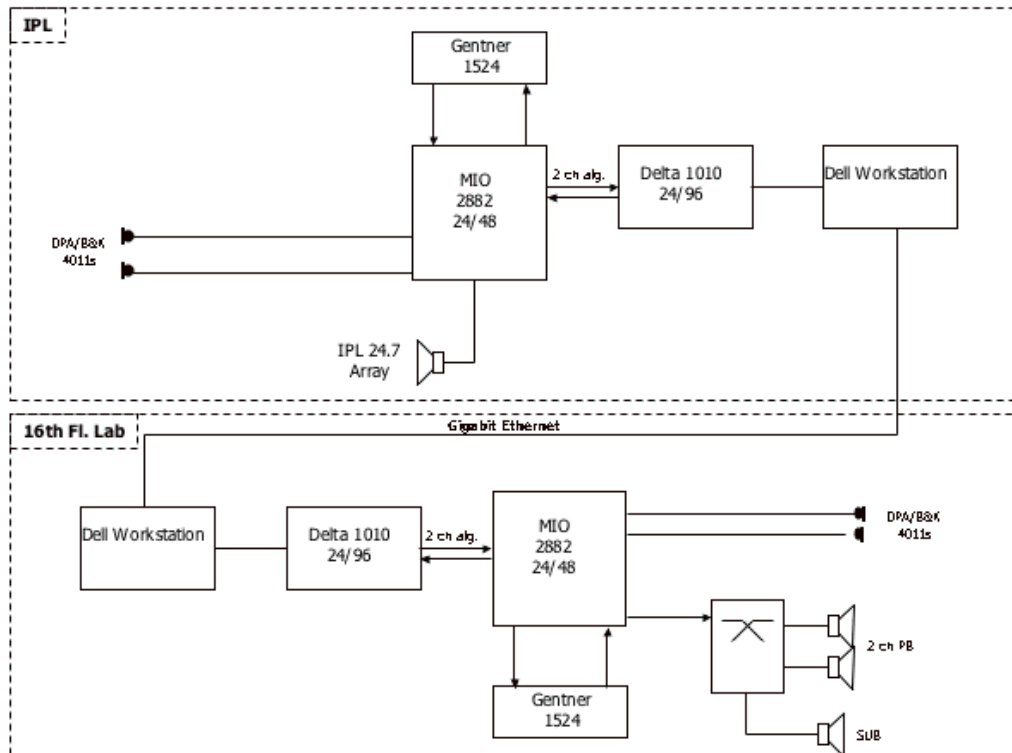 IPL
Gentner
1524
MIO
2882
24/48
2 ch alg.
Delta 1010
24/96
Dell Workstation
DPA/B&K
4011s
IPL 24.7
Array
16th Fl. Lab
Gigabit Ethernet
Dell Workstation
Delta 1010
24/96
2 ch alg.
MIO
2882
24/48
DPA/B&K
4011s
2 ch PB
Gentner
1524
SUB